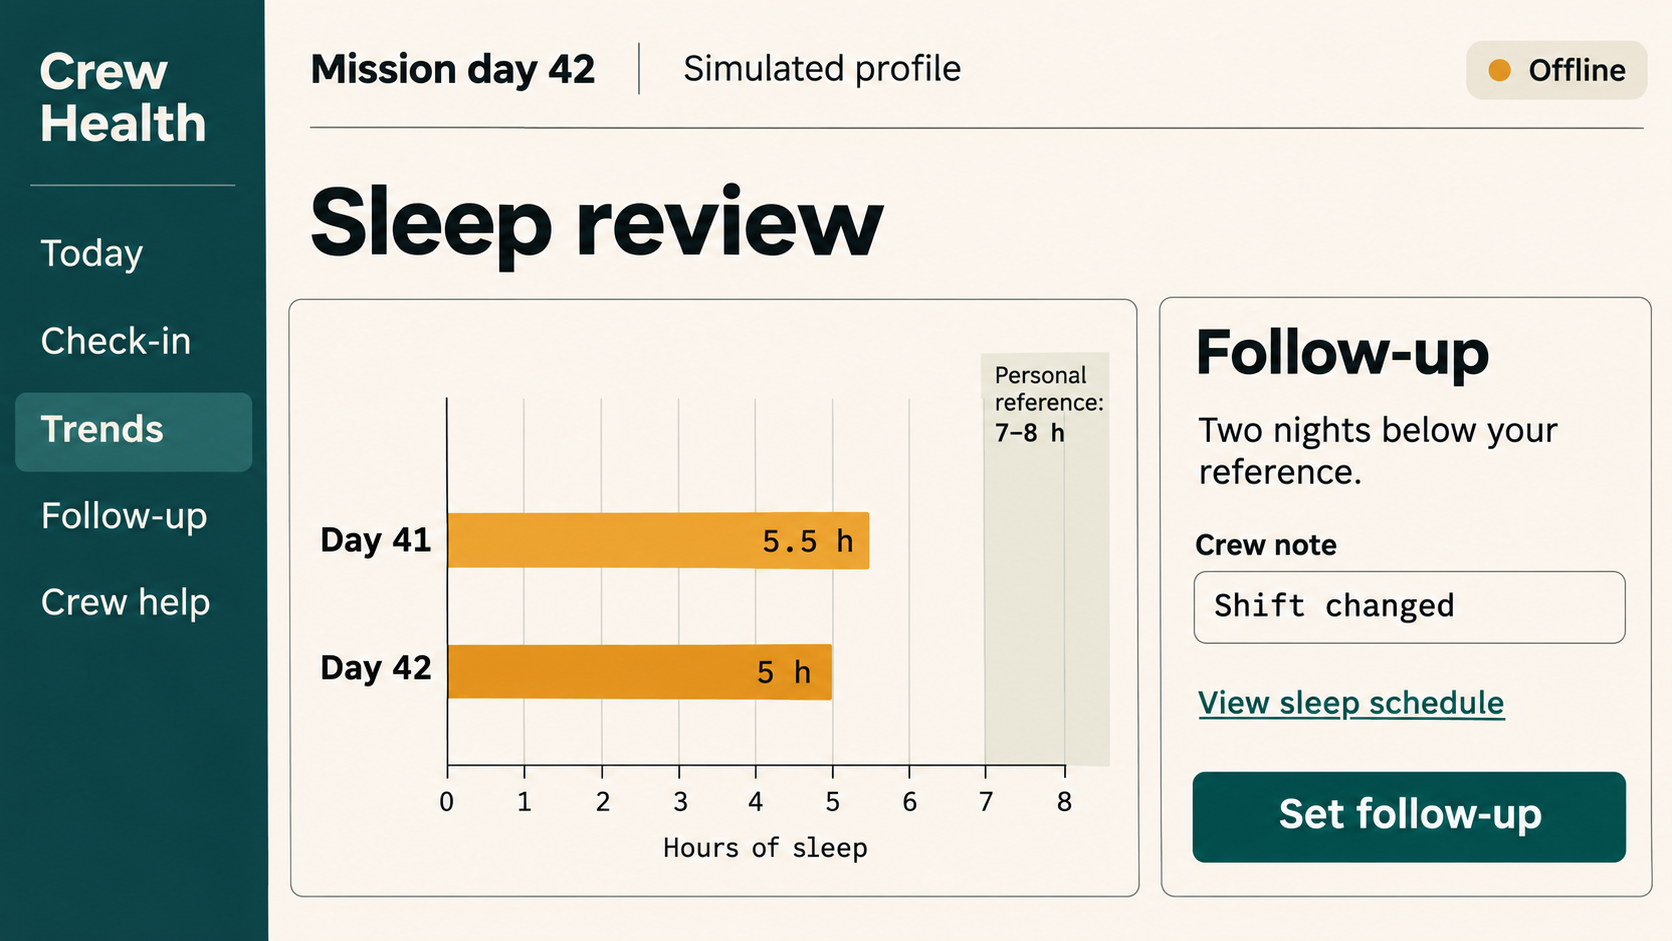 Crew
Health
Today
Check-in
Trends
Follow-up
Crew help
Mission day 42
Simulated profile
Offline
Sleep review
Personal
reference:
7–8 h
Day 41
5.5 h
Day 42
5 h
0 1 2 3 4 5 6 7 8
Hours of sleep
Follow-up
Two nights below your
reference.
Crew note
Shift changed
View sleep schedule
Set follow-up